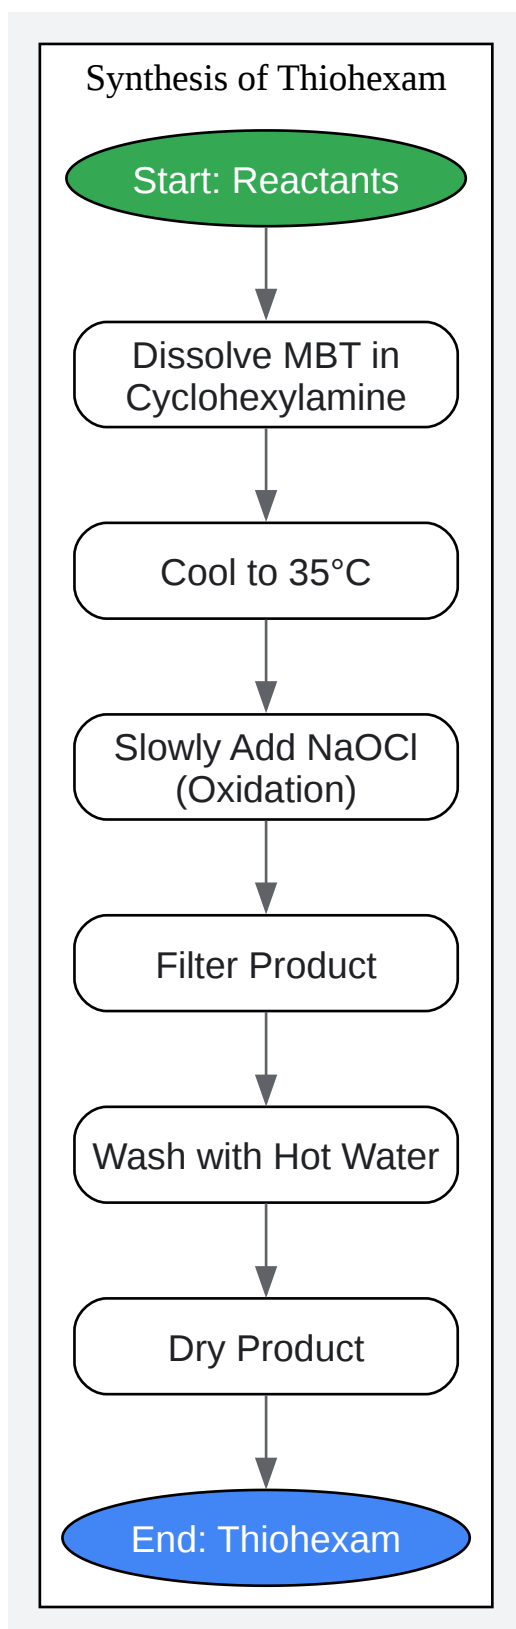 Synthesis of Thiohexam
Start: Reactants
Dissolve MBT in
Cyclohexylamine
Cool to 35°C
Slowly Add NaOCl
(Oxidation)
Filter Product
Wash with Hot Water
Dry Product
End: Thiohexam